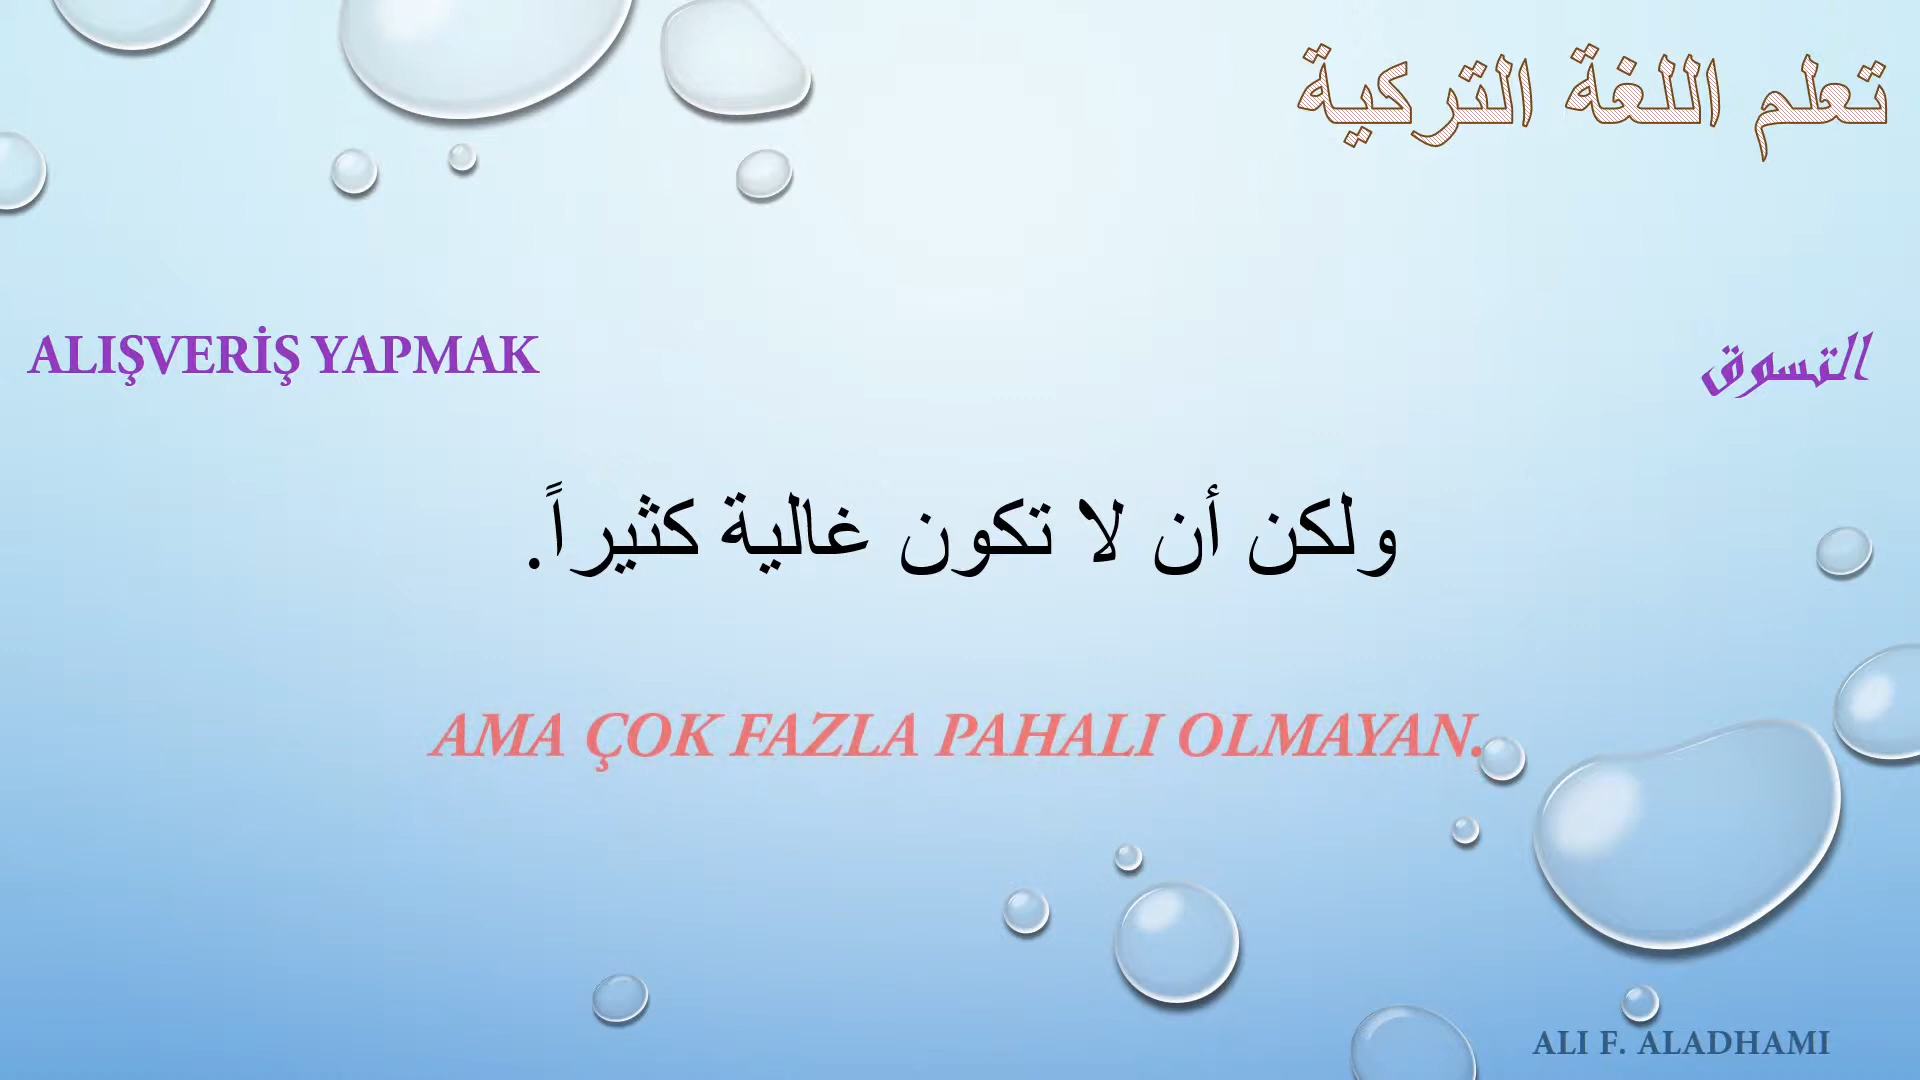 تعلم اللغة التركية
ALIŞVERİŞ YAPMAK
التسوق
ولكن أن لا تكون غالية كثيراً.
AMA ÇOK FAZLA PAHALI OLMAYAN.
ALI F. ALADHAMI